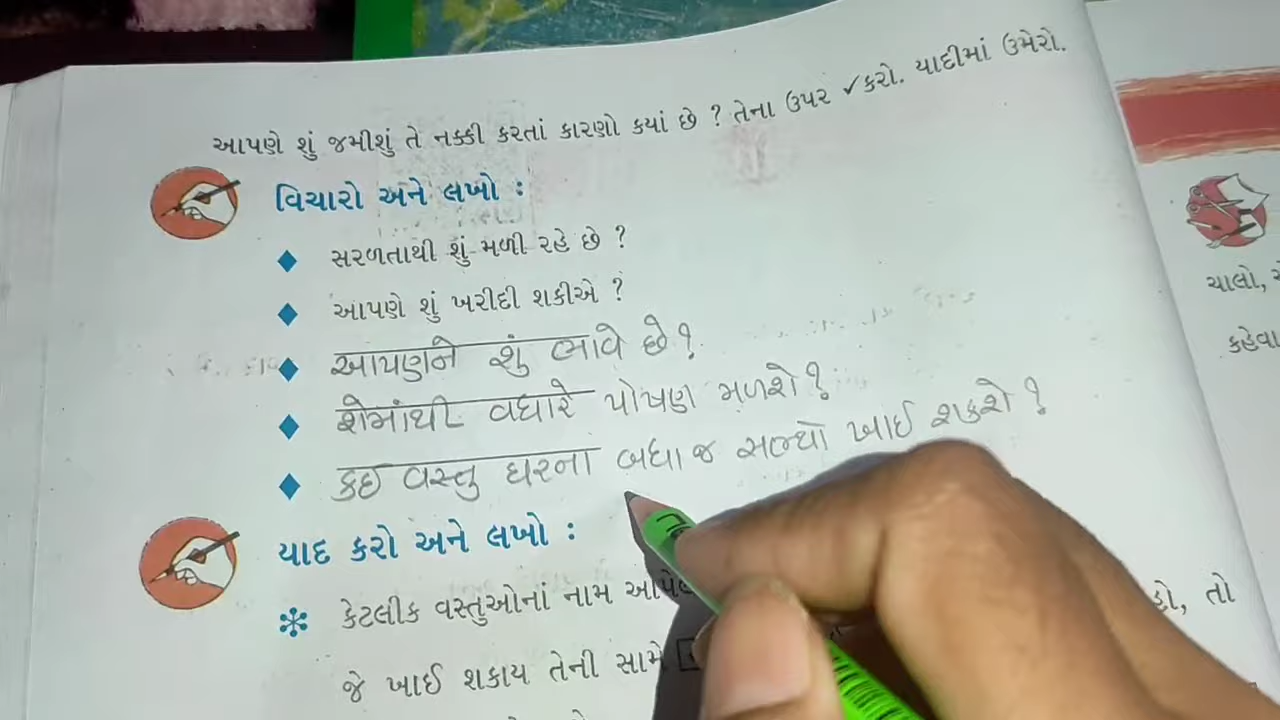 આપણે શું જમીશું તે નક્કી કરતાં કારણો કયાં છે ? તેના ઉપર ✓કરો. યાદીમાં ઉમેરો.
વિચારો અને લખો :
સરળતાથી શું મળી રહે છે ?
આપણે શું ખરીદી શકીએ ?
આપણને શું ભાવે છે ?
શેમાંથી વધારે પોષણ મળશે ?
કઇ વસ્તુ ઘરના બધા જ સભ્યો ખાઈ શકશે ?
યાદ કરો અને લખો :
કેટલીક વસ્તુઓનાં નામ હો, તો
જે ખાઈ શકાય તેની સામે
ચાલો,